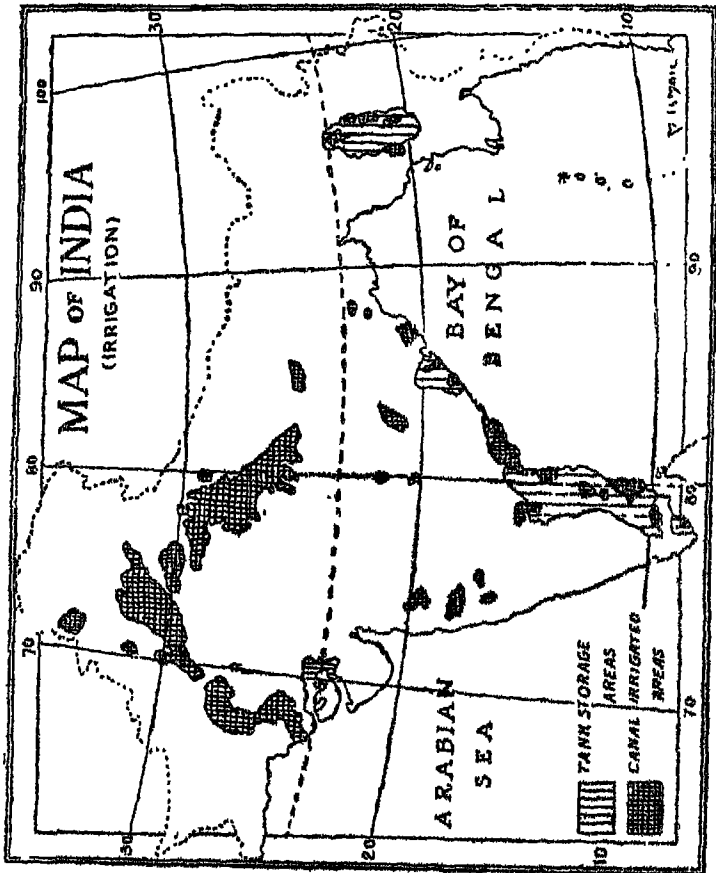 MAP OF INDIA
(IRRIGATION)
70
80
90
100
30
30
20
20
10
10
70
80
90
ARABIAN
SEA
BAY OF
BENGAL
TANK STORAGE
AREAS
CANAL IRRIGATED
AREAS